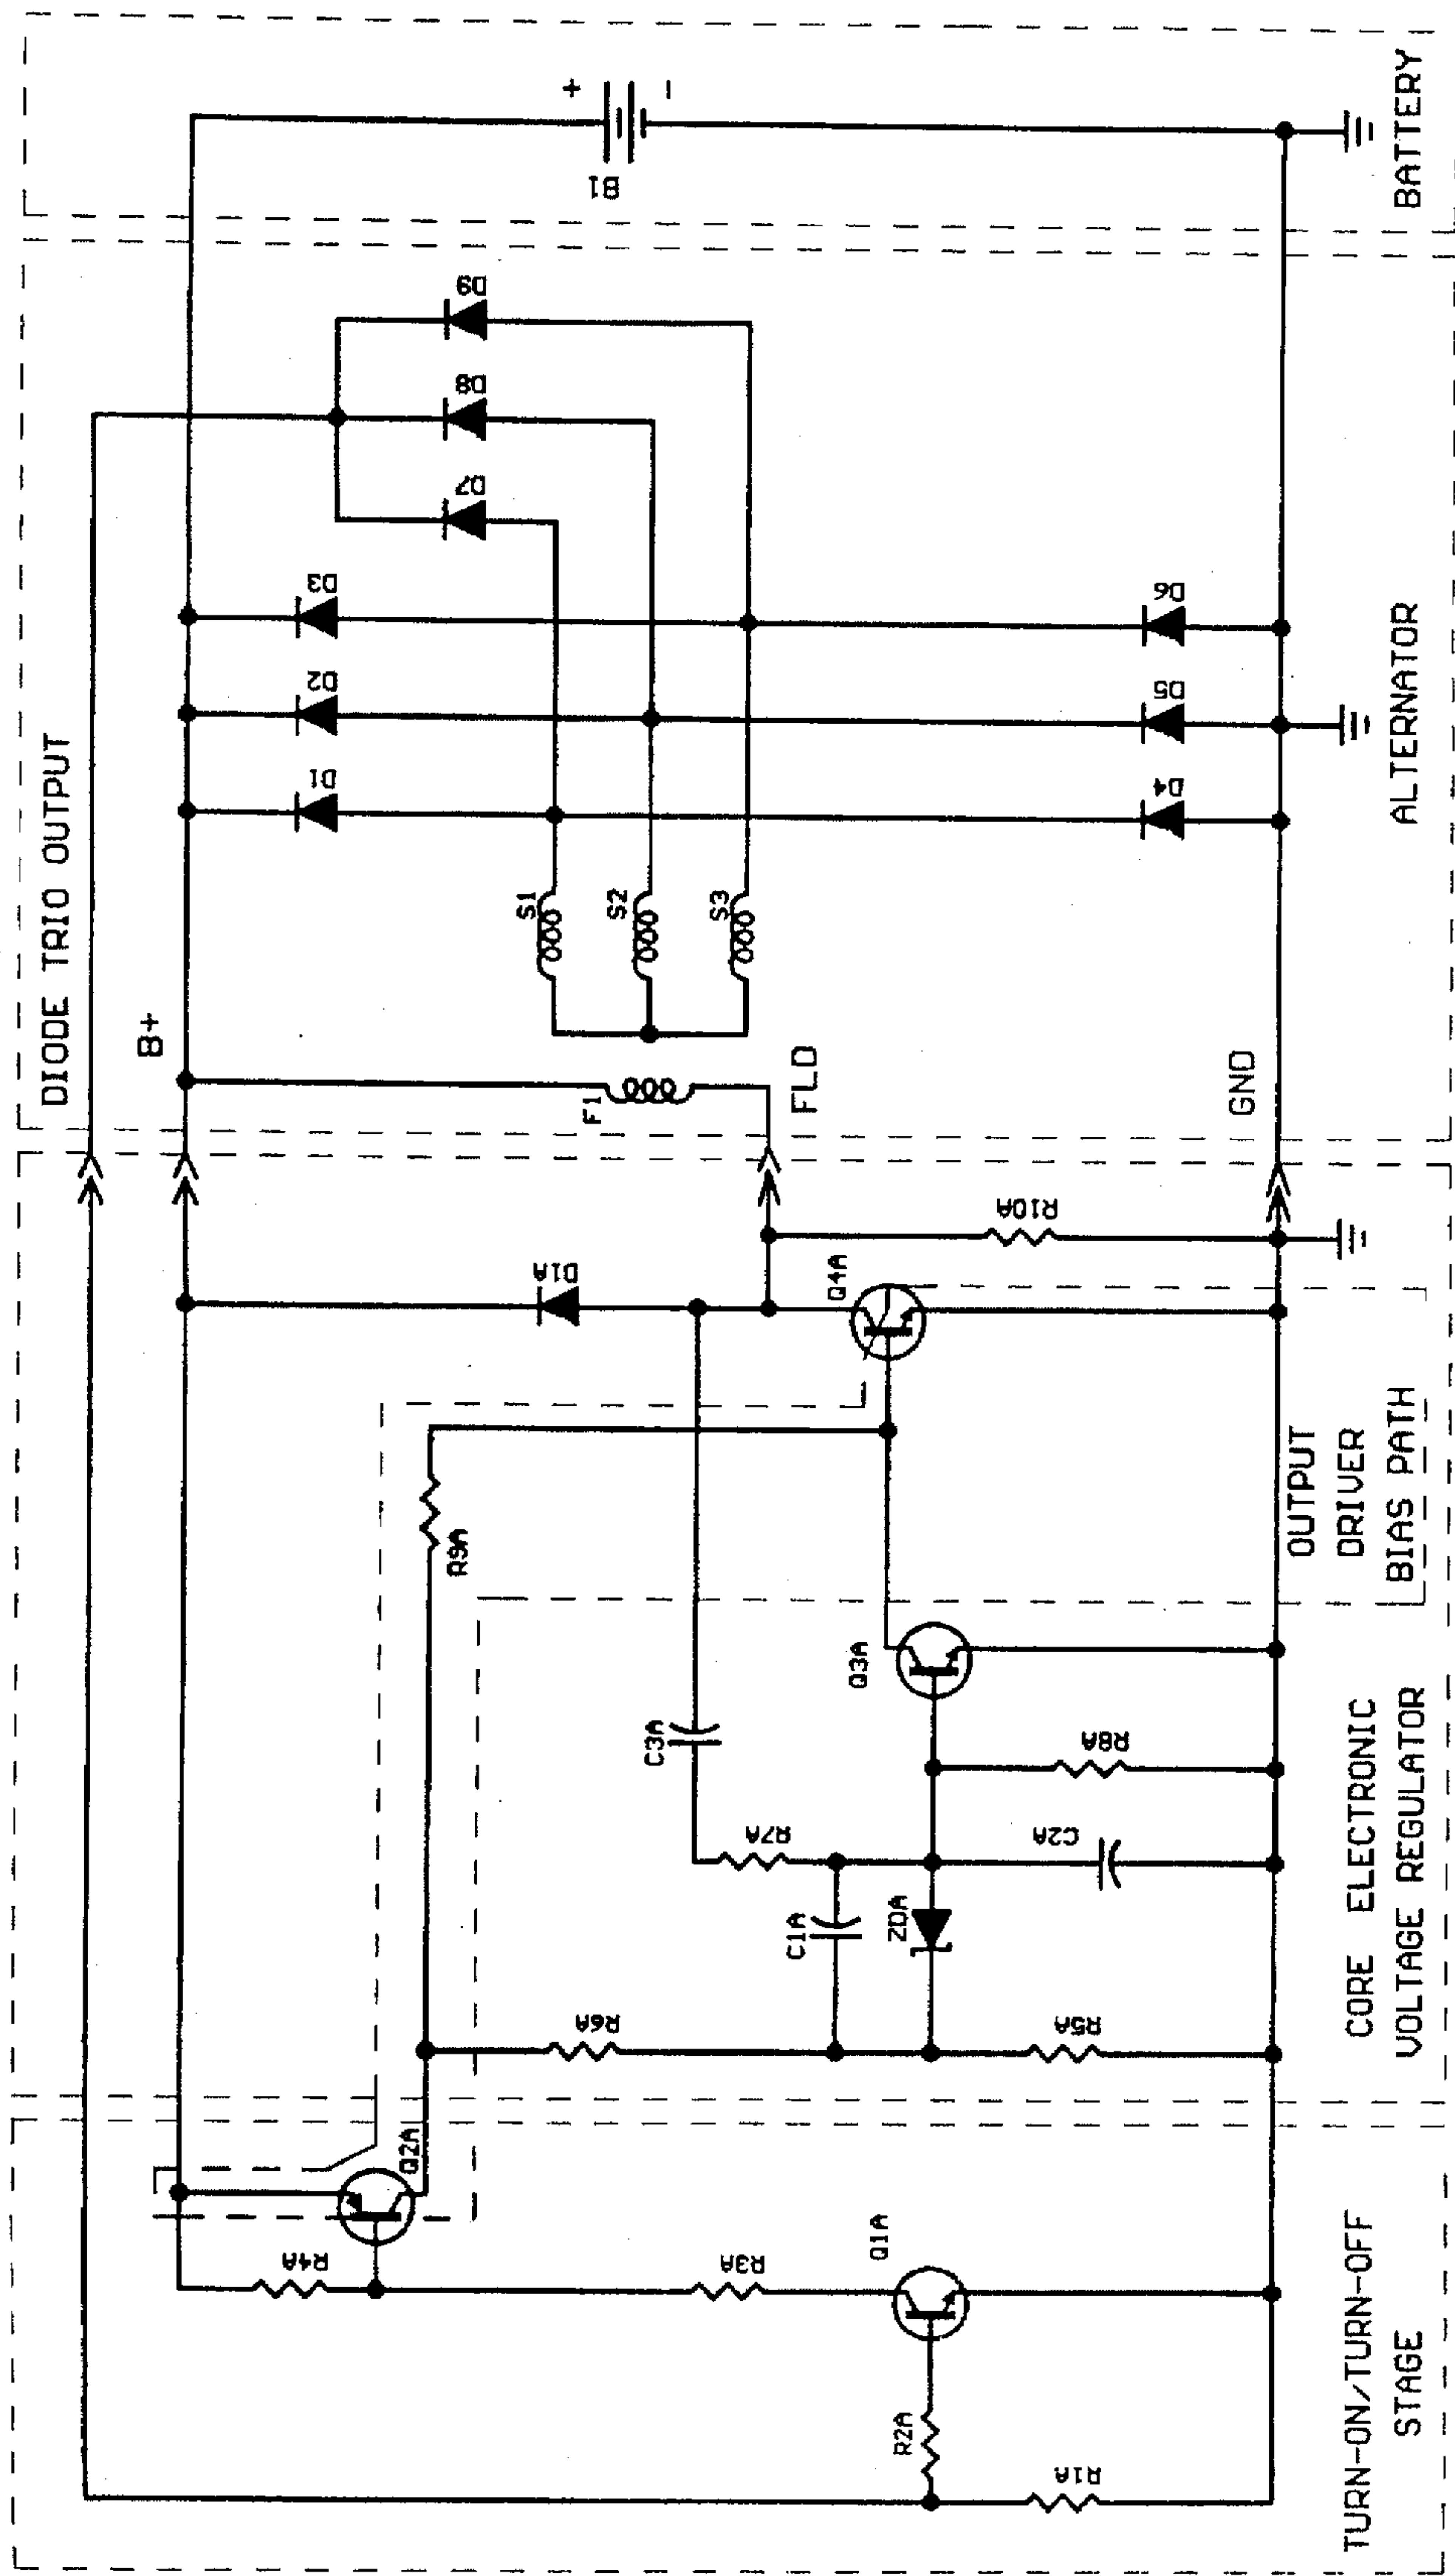 DIODE TRIO OUTPUT
B+
FLD
GND
F1
S1
S2
S3
D1
D2
D3
D4
D5
D6
D7
D8
D9
B1
+
-
BATTERY
ALTERNATOR
D1A
R10A
Q4A
R9A
C3A
Q3A
R8A
R7A
C2A
C1A
ZDA
R6A
R5A
OUTPUT
DRIVER
BIAS PATH
CORE ELECTRONIC
VOLTAGE REGULATOR
Q2A
R4A
R3A
Q1A
R2A
R1A
TURN-ON/TURN-OFF
STAGE